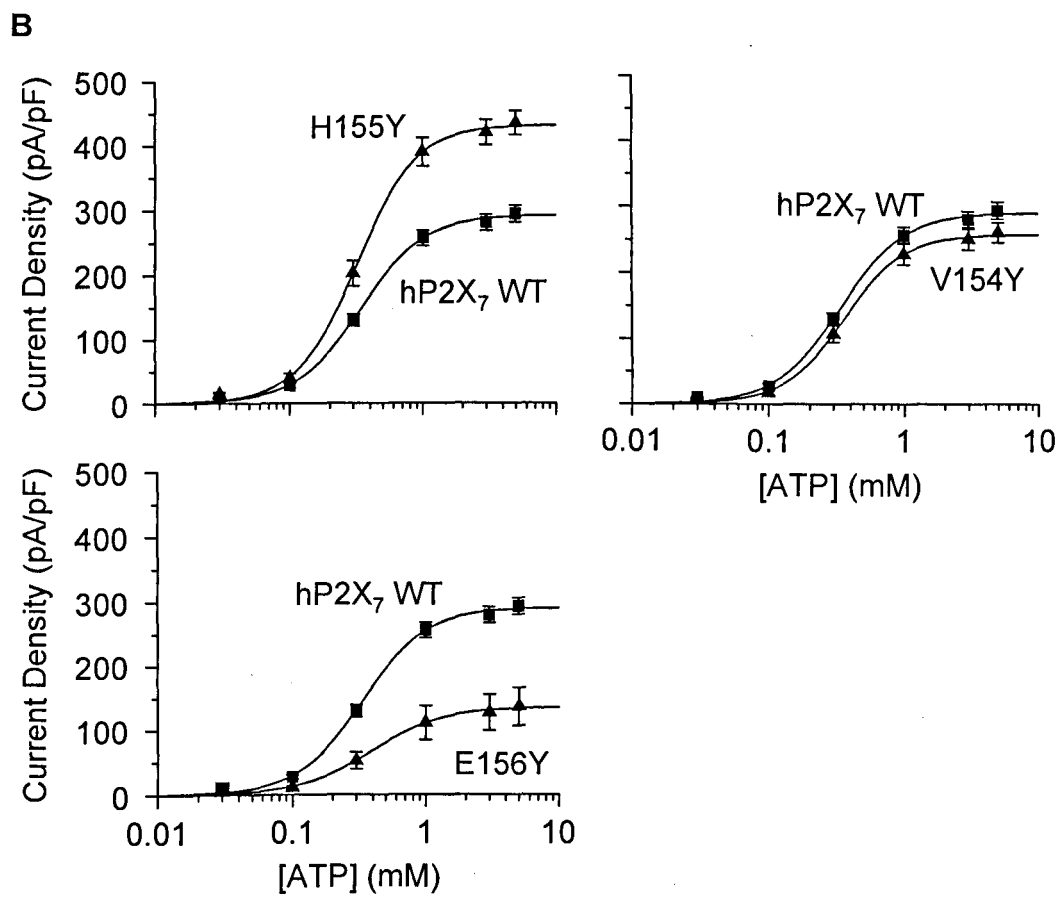 B
500
400
300
200
100
0
Current Density (pA/pF)
H155Y
hP2X₇ WT
hP2X₇ WT
V154Y
0.01 0.1 1 10
[ATP] (mM)
500
400
300
200
100
0
Current Density (pA/pF)
hP2X₇ WT
E156Y
0.01 0.1 1 10
[ATP] (mM)